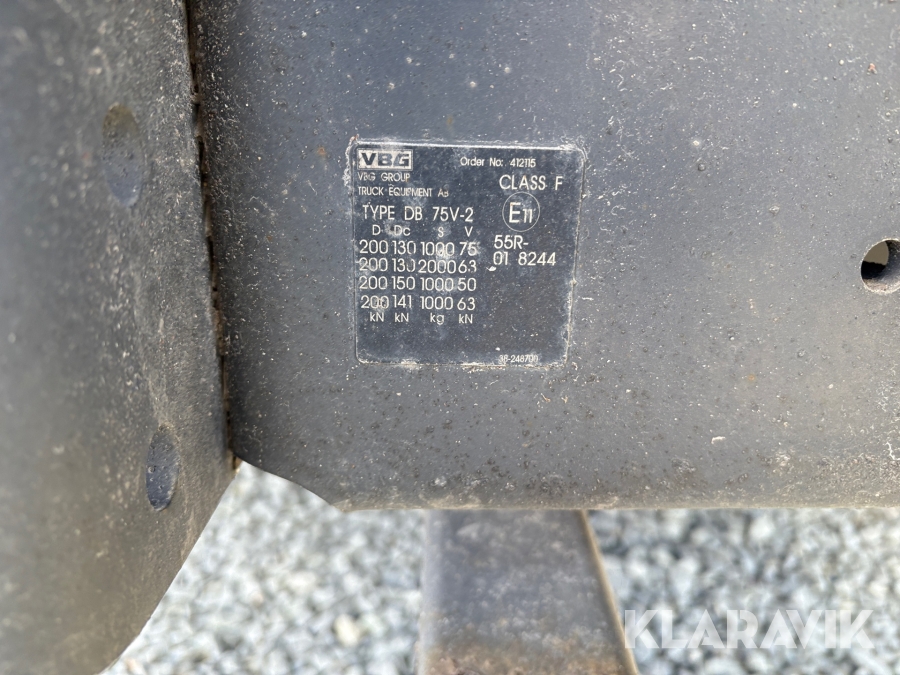 VBG
Order No: 412115
VBG GROUP
TRUCK EQUIPMENT AB
CLASS F
TYPE DB 75V-2
E11
D Dc S V
200 130 1000 75
200 130 2000 63
200 150 1000 50
200 141 1000 63
kN kN kg kN
55R-
01 8244
38-248700
KLARAVIK